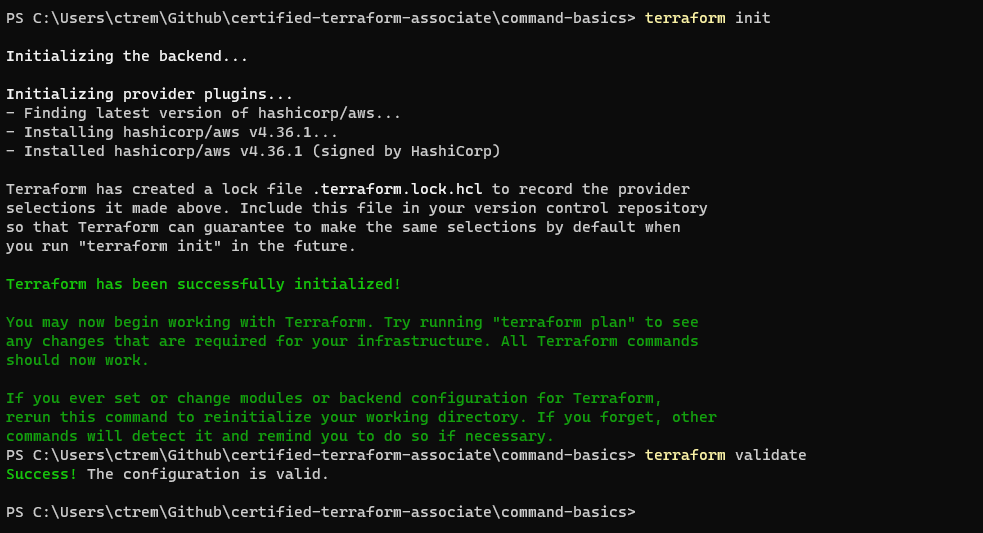 PS C:\Users\ctrem\Github\certified-terraform-associate\command-basics> terraform init
Initializing the backend...
Initializing provider plugins...
- Finding latest version of hashicorp/aws...
- Installing hashicorp/aws v4.36.1...
- Installed hashicorp/aws v4.36.1 (signed by HashiCorp)
Terraform has created a lock file .terraform.lock.hcl to record the provider
selections it made above. Include this file in your version control repository
so that Terraform can guarantee to make the same selections by default when
you run "terraform init" in the future.
Terraform has been successfully initialized!
You may now begin working with Terraform. Try running "terraform plan" to see
any changes that are required for your infrastructure. All Terraform commands
should now work.
If you ever set or change modules or backend configuration for Terraform,
rerun this command to reinitialize your working directory. If you forget, other
commands will detect it and remind you to do so if necessary.
PS C:\Users\ctrem\Github\certified-terraform-associate\command-basics> terraform validate
Success! The configuration is valid.
PS C:\Users\ctrem\Github\certified-terraform-associate\command-basics>